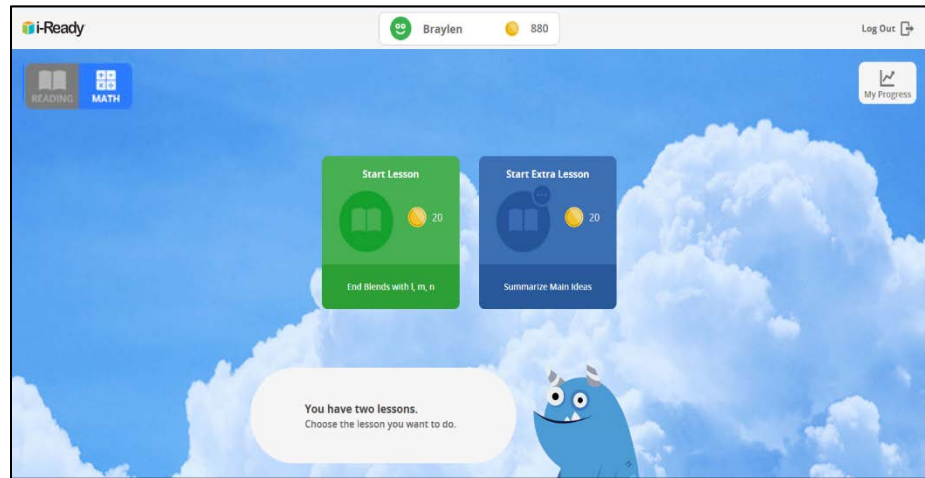 i-Ready
Braylen 880
Log Out
READING MATH
My Progress
Start Lesson
20
End Blends with l, m, n
Start Extra Lesson
20
Summarize Main Ideas
You have two lessons.
Choose the lesson you want to do.